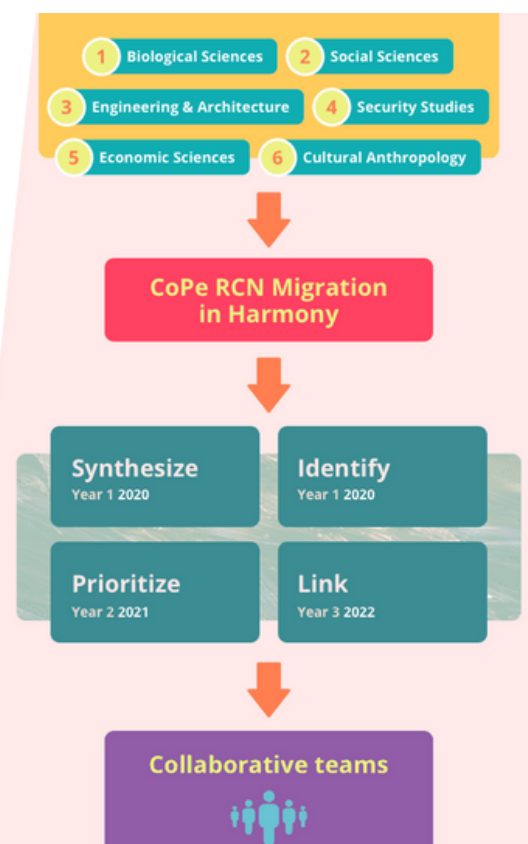 1 Biological Sciences
2 Social Sciences
3 Engineering & Architecture
4 Security Studies
5 Economic Sciences
6 Cultural Anthropology
CoPe RCN Migration
in Harmony
Synthesize
Year 1 2020
Identify
Year 1 2020
Prioritize
Year 2 2021
Link
Year 3 2022
Collaborative teams